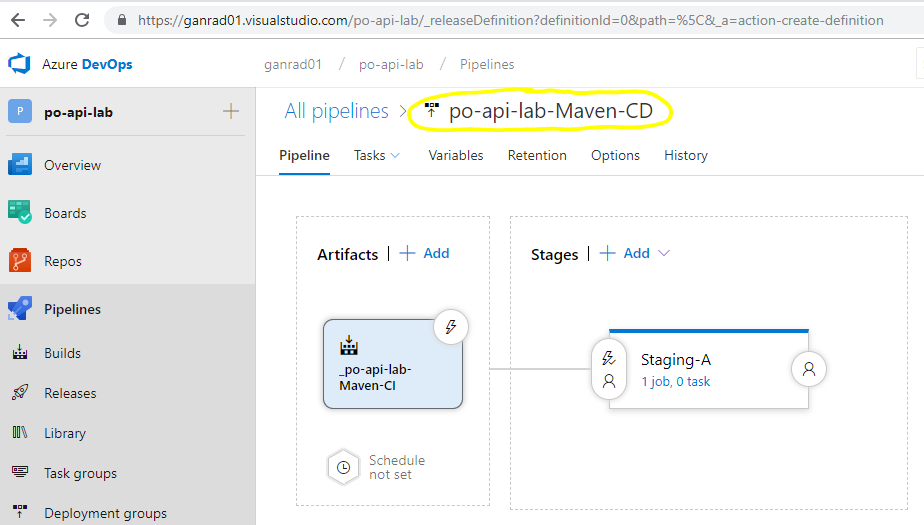 https://ganrad01.visualstudio.com/po-api-lab/_releaseDefinition?definitionId=0&path=%5C&_a=action-create-definition
Azure DevOps
ganrad01 / po-api-lab / Pipelines
P po-api-lab
All pipelines > po-api-lab-Maven-CD
Pipeline Tasks Variables Retention Options History
Overview
Boards
Repos
Pipelines
Builds
Releases
Library
Task groups
Deployment groups
Artifacts | + Add
_po-api-lab-
Maven-CI
Schedule
not set
Stages | + Add
Staging-A
1 job, 0 task